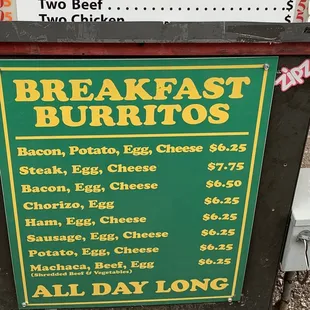 Two Beef ................................ $
Two Chicken ......................... $
BREAKFAST
BURRITOS
Bacon, Potato, Egg, Cheese $6.25
Steak, Egg, Cheese $7.75
Bacon, Egg, Cheese $6.50
Chorizo, Egg $6.25
Ham, Egg, Cheese $6.25
Sausage, Egg, Cheese $6.25
Potato, Egg, Cheese $6.25
Machaca, Beef, Egg $6.25
(Shredded Beef & Vegetables)
ALL DAY LONG